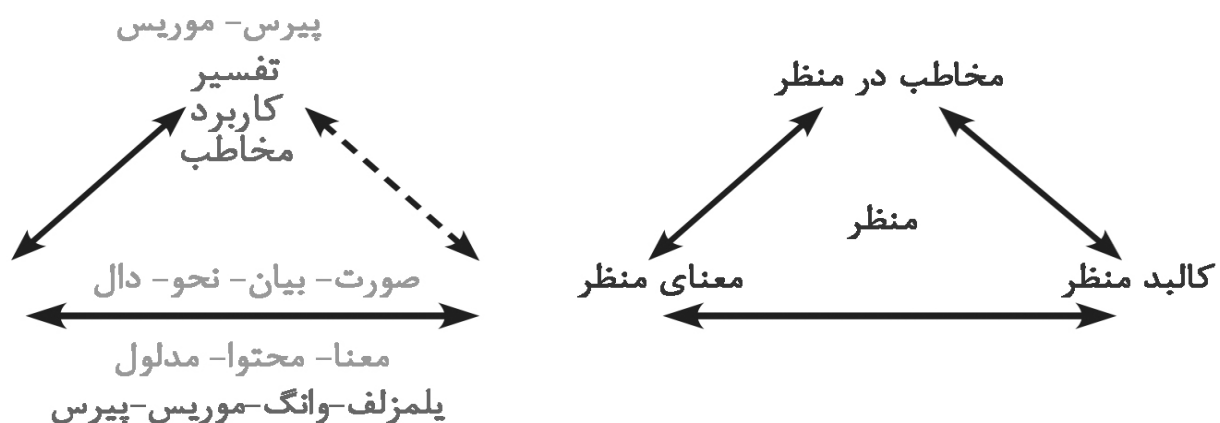 پیرس- موریس
تفسیر
کاربرد
مخاطب
صورت- بیان- نحو- دال
معنا- محتوا- مدلول
یلمزلف-وانگ-موریس-پیرس
مخاطب در منظر
منظر
معنای منظر
کالبد منظر